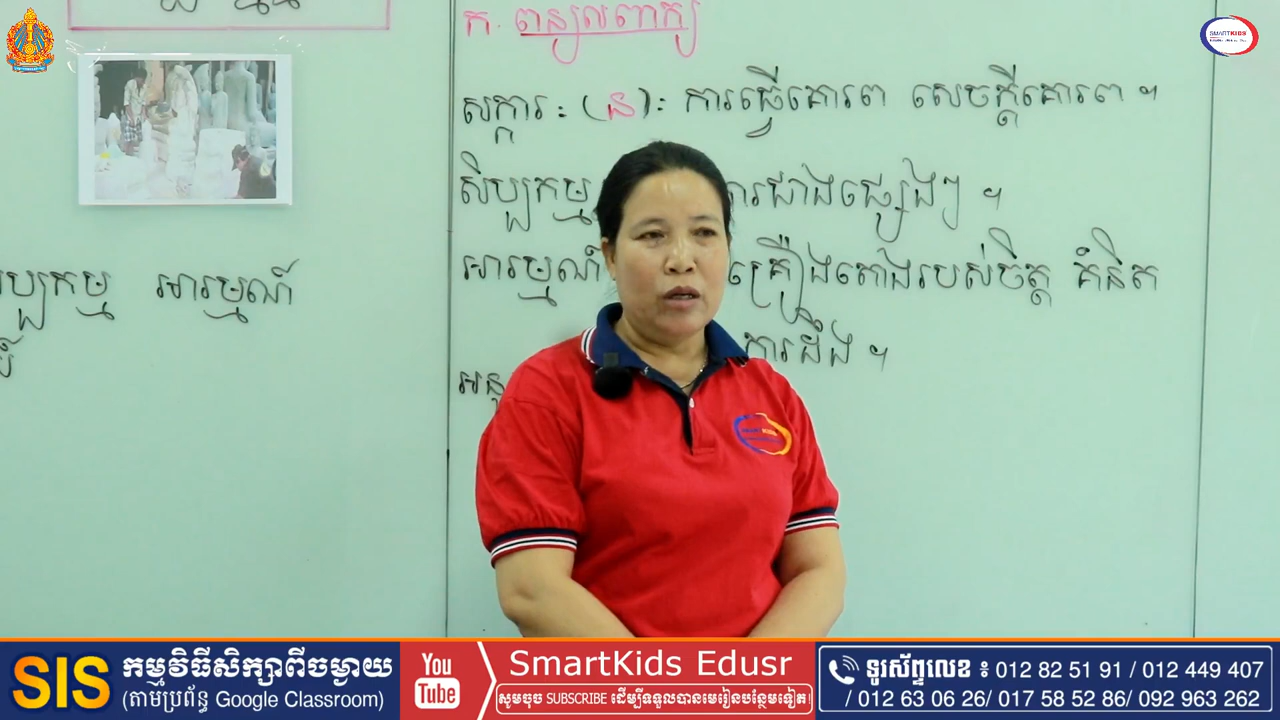 ក. ពន្យល់ពាក្យ
SMARTKIDS
សក្ការៈ : (ន): ការធ្វើគោរព សេចក្ដីគោរព ។
សិប្បកម្ម ការជាងផ្សេងៗ ។
អារម្មណ៍ គ្រឿងតោងរបស់ចិត្ត គំនិត
ការដឹង ។
សិប្បកម្ម អារម្មណ៍
SIS
កម្មវិធីសិក្សាពីចម្ងាយ
(តាមប្រព័ន្ធ Google Classroom)
You Tube
SmartKids Edusr
សូមចុច SUBSCRIBE ដើម្បីទទួលបានមេរៀនបន្ថែមទៀត!
ទូរស័ព្ទលេខ ៖ 012 82 51 91 / 012 449 407
/ 012 63 06 26/ 017 58 52 86/ 092 963 262